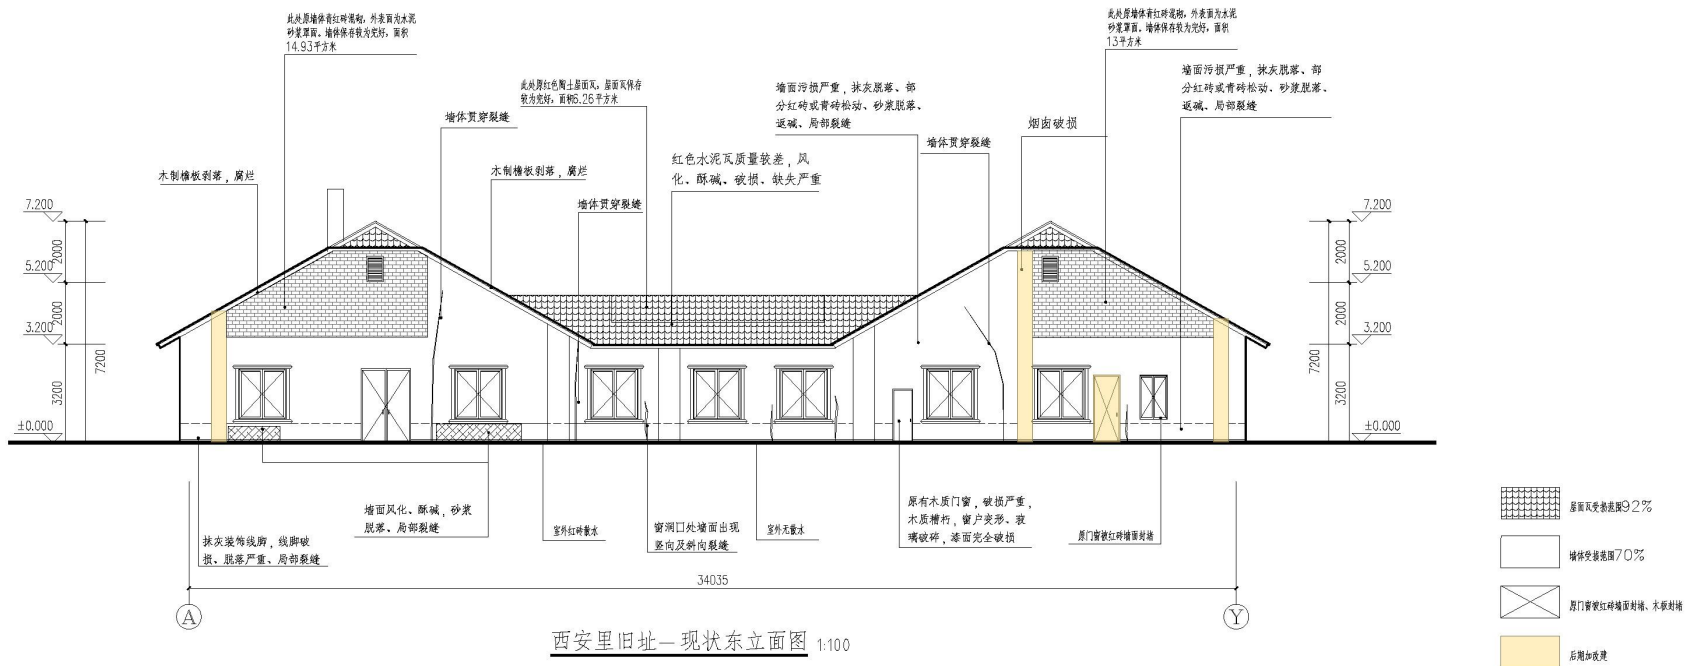 此处原墙体青红砖混砌，外表面为水泥
砂浆罩面。墙体保存较为完好，面积
14.93平方米
此处原墙体青红砖混砌，外表面为水泥
砂浆罩面。墙体保存较为完好，面积
13平方米
此处原红色陶土屋面瓦，屋面瓦保存
较为完好，面积6.26平方米
墙体贯穿裂缝
墙面污损严重，抹灰脱落、部
分红砖或青砖松动、砂浆脱落、
返碱、局部裂缝
墙面污损严重，抹灰脱落、部
分红砖或青砖松动、砂浆脱落、
返碱、局部裂缝
烟囱破损
墙体贯穿裂缝
红色水泥瓦质量较差，风
化、酥碱、破损、缺失严重
木制檐板剥落，腐烂
木制檐板剥落，腐烂
墙体贯穿裂缝
7.200
5.200
3.200
±0.000
2000
2000
3200
7200
7.200
5.200
3.200
±0.000
2000
2000
3200
7200
抹灰装饰线脚，线脚破
损、脱落严重、局部裂缝
墙面风化、酥碱，砂浆
脱落、局部裂缝
室外红砖散水
窗洞口处墙面出现
竖向及斜向裂缝
室外无散水
原有木质门窗，破损严重，
木质槽朽，窗户变形、玻
璃破碎，漆面完全破损
原门窗被红砖墙面封堵
34035
A
Y
西安里旧址—现状东立面图 1:100
屋面瓦受损范围92%
墙体受损范围70%
原门窗被红砖墙面封堵、木板封堵
后期加改建